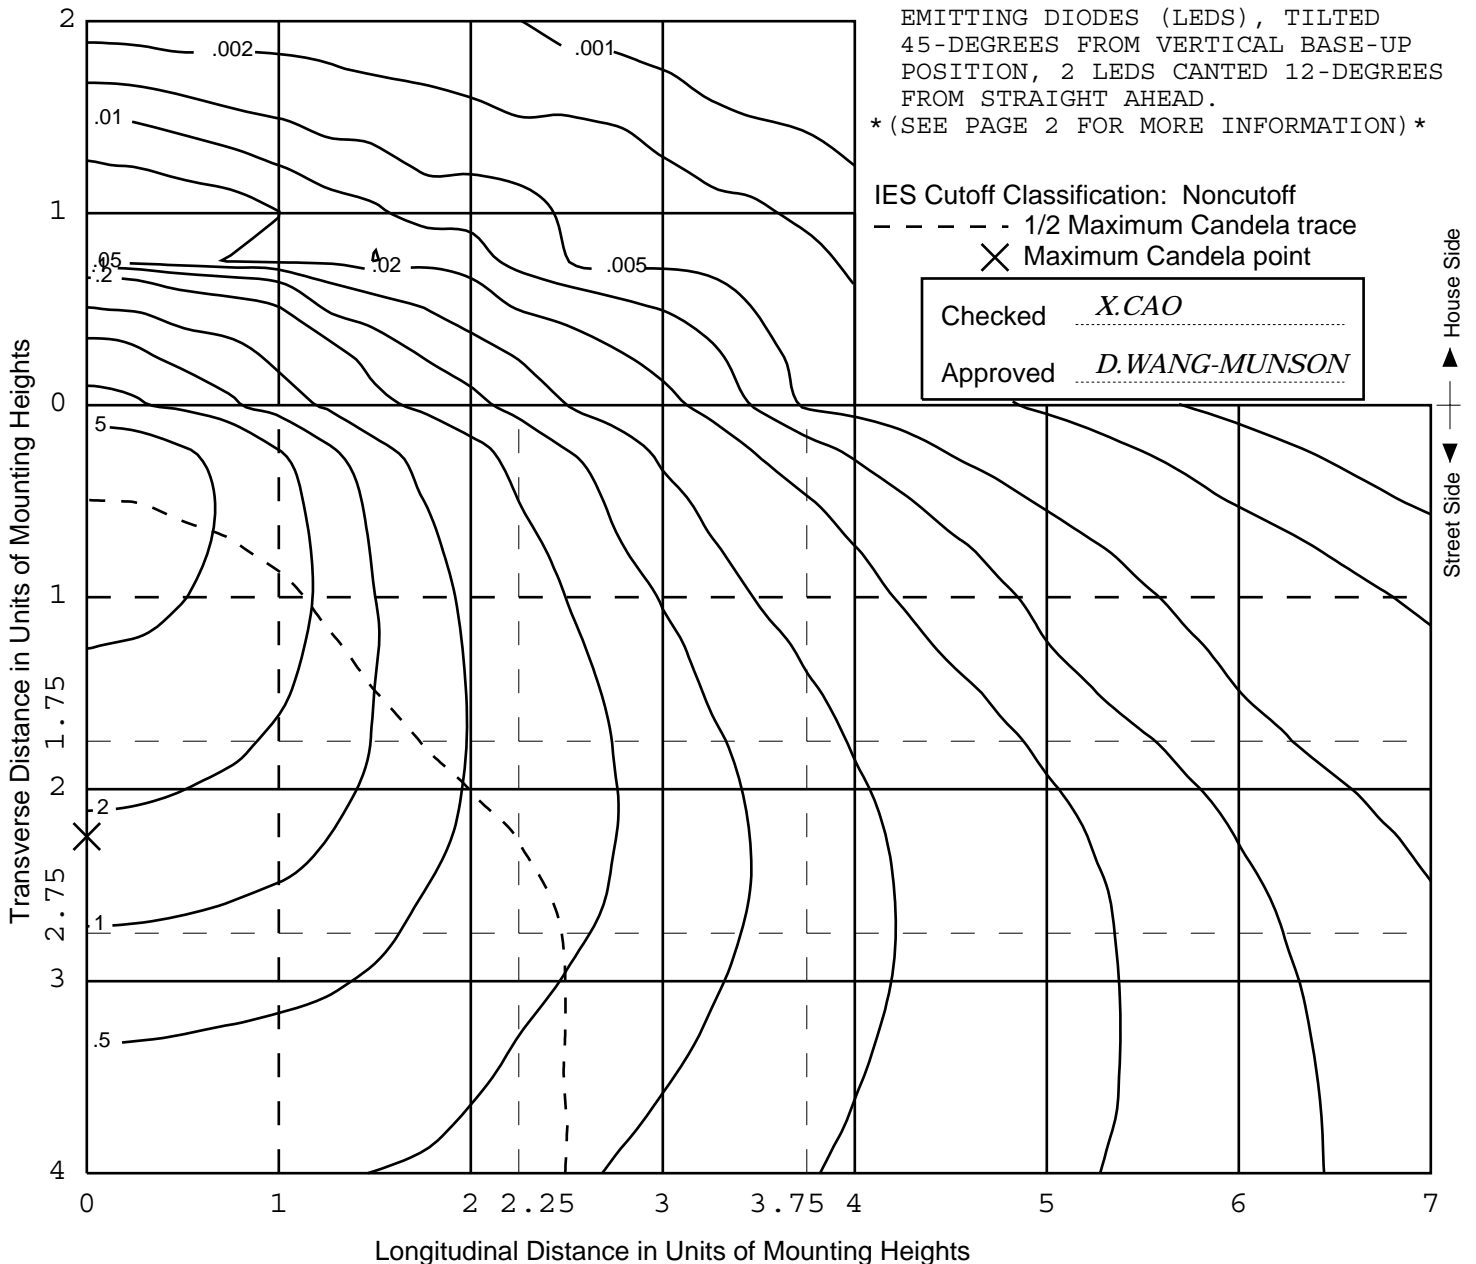 EMITTING DIODES (LEDS), TILTED
45-DEGREES FROM VERTICAL BASE-UP
POSITION, 2 LEDS CANTED 12-DEGREES
FROM STRAIGHT AHEAD.
*(SEE PAGE 2 FOR MORE INFORMATION)*
IES Cutoff Classification: Noncutoff
1/2 Maximum Candela trace
Maximum Candela point
Checked X.CAO
Approved D.WANG-MUNSON
House Side
Street Side
Transverse Distance in Units of Mounting Heights
2
1
0
1
1.75
2
2.75
3
4
.002
.001
.01
.05
.1
.2
.02
.005
5
2
1
.5
0 1 2 2.25 3 3.75 4 5 6 7
Longitudinal Distance in Units of Mounting Heights